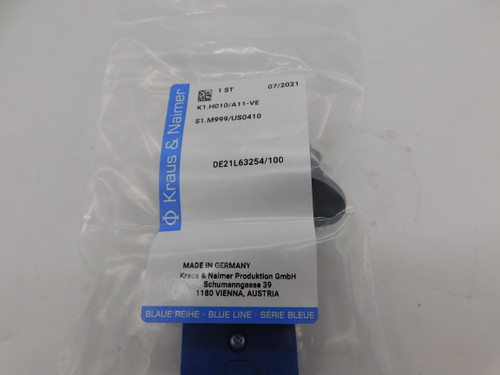 1 ST 07/2021
K1.H010/A11-VE
S1.M999/US0410
Kraus & Naimer
DE21L63254/100
MADE IN GERMANY
Kraus & Naimer Produktion GmbH
Schumanngasse 39
1180 VIENNA, AUSTRIA
BLAUE REIHE - BLUE LINE - SÉRIE BLEUE